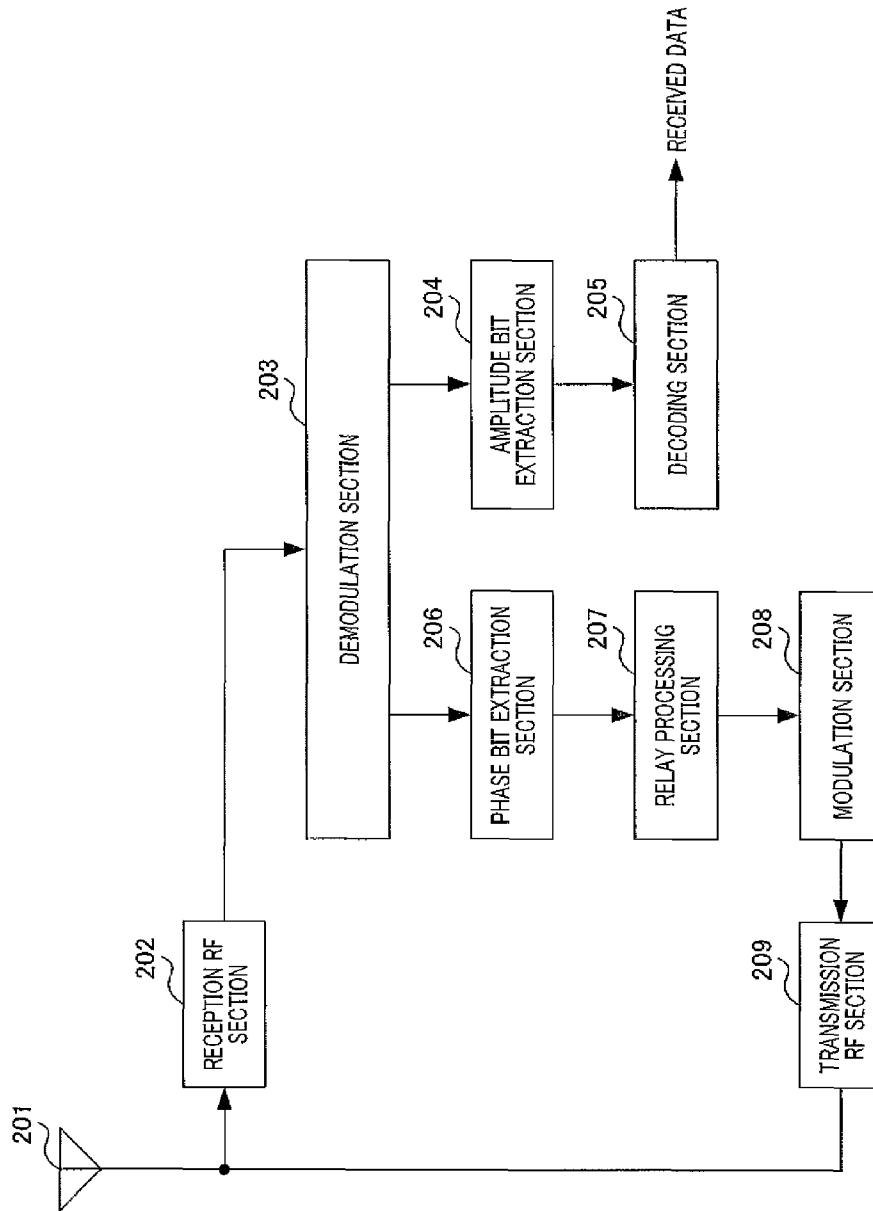 201
202
RECEPTION RF
SECTION
203
DEMODULATION SECTION
204
AMPLITUDE BIT
EXTRACTION SECTION
205
DECODING SECTION
RECEIVED DATA
206
PHASE BIT EXTRACTION
SECTION
207
RELAY PROCESSING
SECTION
208
MODULATION SECTION
209
TRANSMISSION
RF SECTION